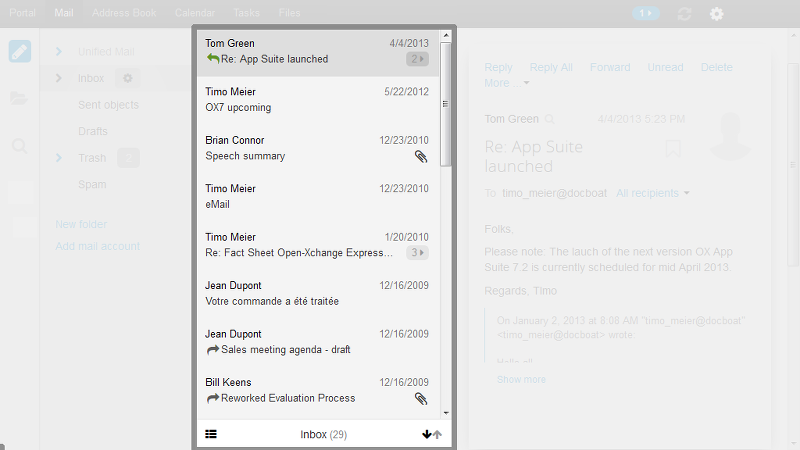 Portal Mail Address Book Calendar Tasks Files 1
Unified Mail
Inbox
Sent objects
Drafts
Trash
Spam
New folder
Add mail account
Tom Green 4/4/2013
Re: App Suite launched 2
Timo Meier 5/22/2012
OX7 upcoming
Brian Connor 12/23/2010
Speech summary
Timo Meier 12/23/2010
eMail
Timo Meier 1/20/2010
Re: Fact Sheet Open-Xchange Express... 3
Jean Dupont 12/16/2009
Votre commande a été traitée
Jean Dupont 12/16/2009
Sales meeting agenda - draft
Bill Keens 12/16/2009
Reworked Evaluation Process
Inbox (29)
Reply Reply All Forward Unread Delete
More...
Tom Green 4/4/2013 5:23 PM
Re: App Suite
launched
To timo_meier@docboat All recipients
Folks,
Please note: The lauch of the next version OX App
Suite 7.2 is currently scheduled for mid April 2013.
Regards, Timo
On January 2, 2013 at 8:08 AM "timo_meier@docboat"
<timo_meier@docboat> wrote
Show more